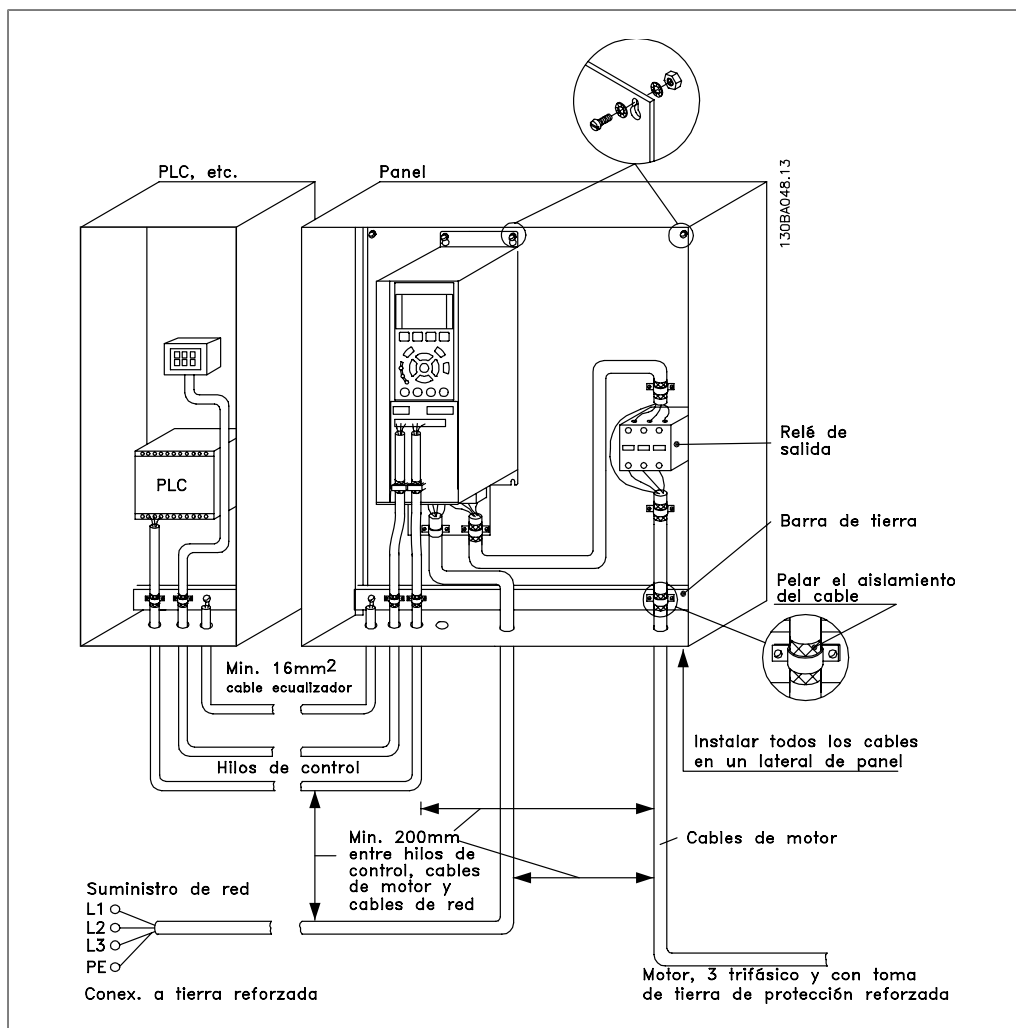 PLC, etc.
Panel
130BA048.13
PLC
Relé de
salida
Barra de tierra
Pelar el aislamiento
del cable
Min. 16mm2
cable ecualizador
Instalar todos los cables
en un lateral de panel
Hilos de control
Min. 200mm
entre hilos de
control, cables
de motor y
cables de red
Cables de motor
Suministro de red
L1
L2
L3
PE
Conex. a tierra reforzada
Motor, 3 trifásico y con toma
de tierra de protección reforzada